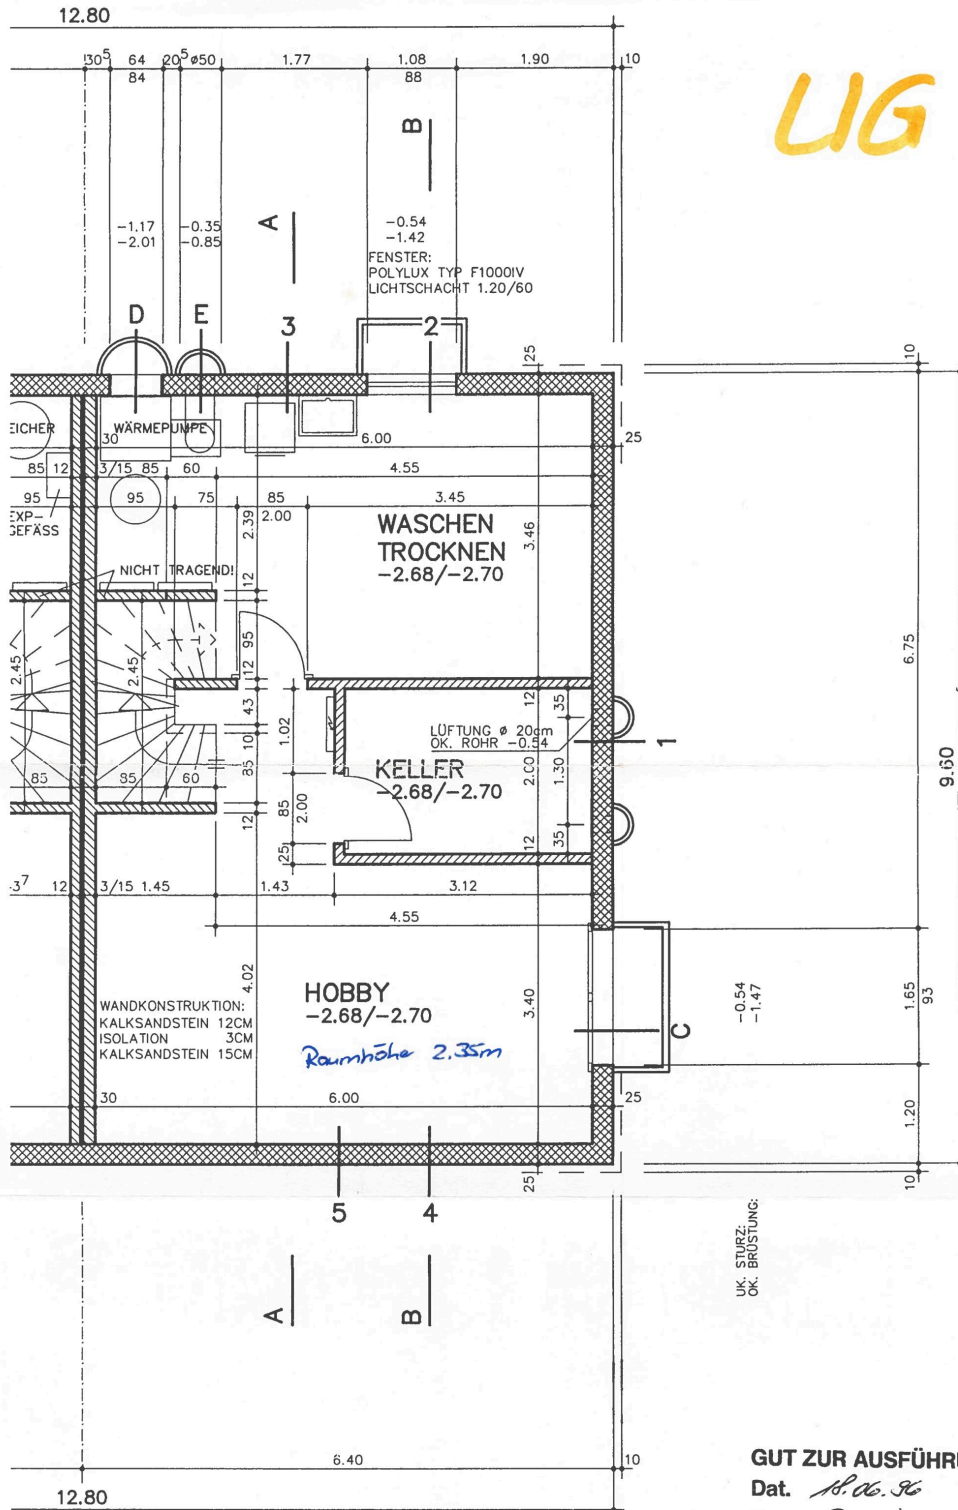 12.80
30⁵ 64 20⁵ ø50 1.77 1.08 1.90 10
84 88
LIG
B
A
-1.17 -0.35 -0.54
-2.01 -0.85 -1.42
FENSTER:
POLYLUX TYP F1000IV
LICHTSCHACHT 1.20/60
D E 3 2
25 10
EICHER WÄRMEPUMPE
30 6.00 25
85 12 3/15 85 60 4.55
95 95 75 85 3.45
2.00
EXP-
GEFÄSS
2.39
WASCHEN
TROCKNEN
-2.68/-2.70
3.46
NICHT TRAGEND!
12
2.45 2.45
95
12
6.75
43
1.02
12 35
LÜFTUNG ø 20cm
OK. ROHR -0.54
1
10
KELLER
-2.68/-2.70
2.00 1.30
9.60
85 85 60
85
85
2.00
12 25 12 35
3⁷ 12 3/15 1.45 1.43 3.12
4.55
4.02
HOBBY
-2.68/-2.70
3.40
-0.54
-1.47
1.65
93
WANDKONSTRUKTION:
KALKSANDSTEIN 12CM
ISOLATION 3CM
KALKSANDSTEIN 15CM
Raumhöhe 2.35m
C
30 6.00 25
1.20
25 10
5 4
UK. STURZ:
OK. BRÜSTUNG:
A B
6.40 10
GUT ZUR AUSFÜHR
Dat. 18.06.96
12.80